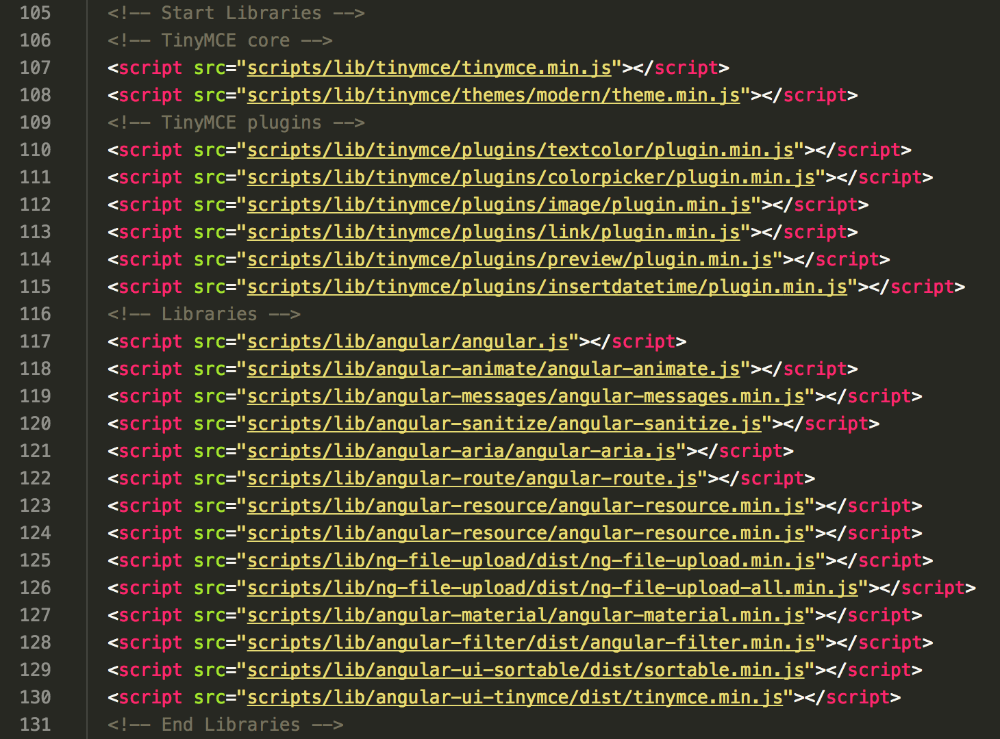 105 <!-- Start Libraries -->
106 <!-- TinyMCE core -->
107 <script src="scripts/lib/tinymce/tinymce.min.js"></script>
108 <script src="scripts/lib/tinymce/themes/modern/theme.min.js"></script>
109 <!-- TinyMCE plugins -->
110 <script src="scripts/lib/tinymce/plugins/textcolor/plugin.min.js"></script>
111 <script src="scripts/lib/tinymce/plugins/colorpicker/plugin.min.js"></script>
112 <script src="scripts/lib/tinymce/plugins/image/plugin.min.js"></script>
113 <script src="scripts/lib/tinymce/plugins/link/plugin.min.js"></script>
114 <script src="scripts/lib/tinymce/plugins/preview/plugin.min.js"></script>
115 <script src="scripts/lib/tinymce/plugins/insertdatetime/plugin.min.js"></script>
116 <!-- Libraries -->
117 <script src="scripts/lib/angular/angular.js"></script>
118 <script src="scripts/lib/angular-animate/angular-animate.js"></script>
119 <script src="scripts/lib/angular-messages/angular-messages.min.js"></script>
120 <script src="scripts/lib/angular-sanitize/angular-sanitize.js"></script>
121 <script src="scripts/lib/angular-aria/angular-aria.js"></script>
122 <script src="scripts/lib/angular-route/angular-route.js"></script>
123 <script src="scripts/lib/angular-resource/angular-resource.min.js"></script>
124 <script src="scripts/lib/angular-resource/angular-resource.min.js"></script>
125 <script src="scripts/lib/ng-file-upload/dist/ng-file-upload.min.js"></script>
126 <script src="scripts/lib/ng-file-upload/dist/ng-file-upload-all.min.js"></script>
127 <script src="scripts/lib/angular-material/angular-material.min.js"></script>
128 <script src="scripts/lib/angular-filter/dist/angular-filter.min.js"></script>
129 <script src="scripts/lib/angular-ui-sortable/dist/sortable.min.js"></script>
130 <script src="scripts/lib/angular-ui-tinymce/dist/tinymce.min.js"></script>
131 <!-- End Libraries -->